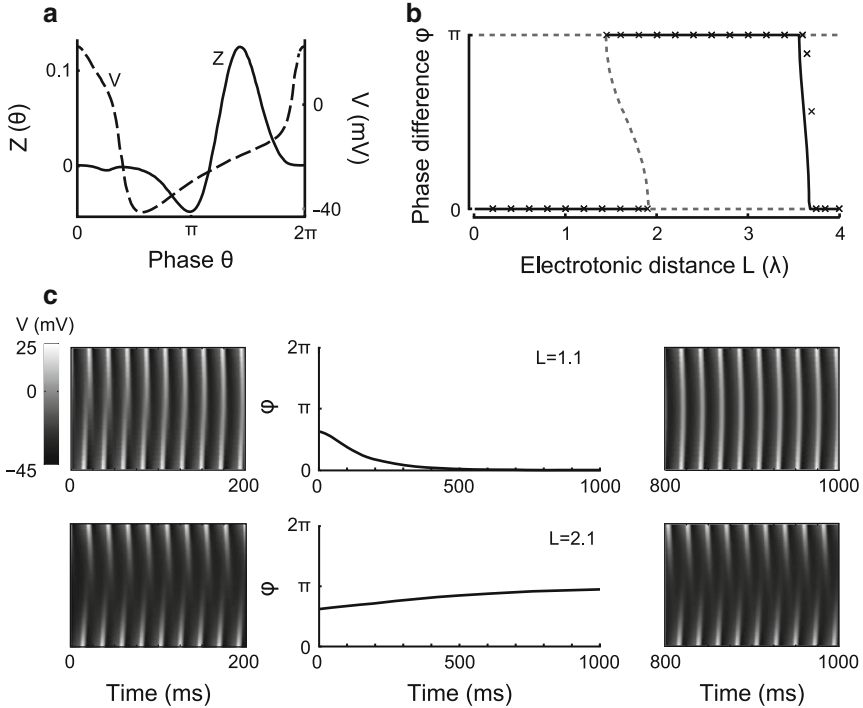 a
Z (θ)
0.1
0
V
Z
0
−40
V (mV)
0
π
2π
Phase θ
b
Phase difference φ
π
0
0
1
2
3
4
Electrotonic distance L (λ)
c
V (mV)
25
0
−45
0
200
φ
2π
π
0
L=1.1
0
500
1000
800
1000
0
200
Time (ms)
φ
2π
π
0
L=2.1
0
500
1000
Time (ms)
800
1000
Time (ms)